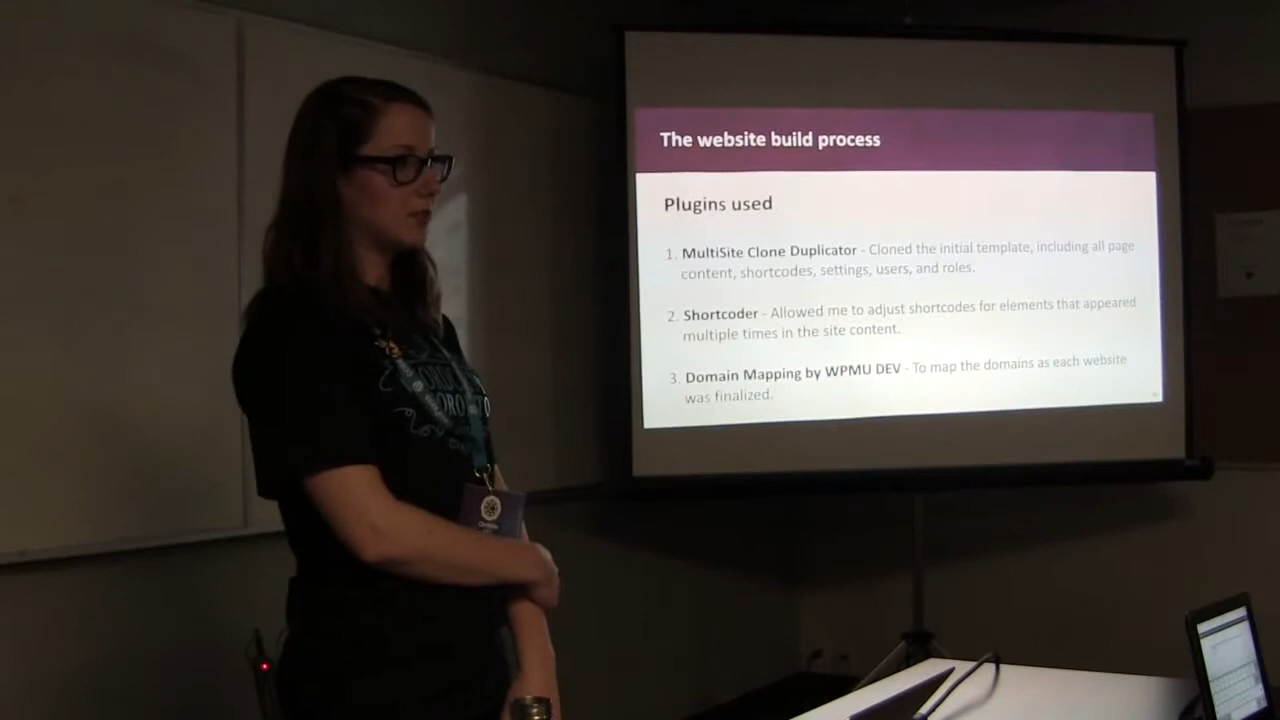 The website build process
Plugins used
1. MultiSite Clone Duplicator - Cloned the initial template, including all page
content, shortcodes, settings, users, and roles.
2. Shortcoder - Allowed me to adjust shortcodes for elements that appeared
multiple times in the site content.
3. Domain Mapping by WPMU DEV - To map the domains as each website
was finalized.